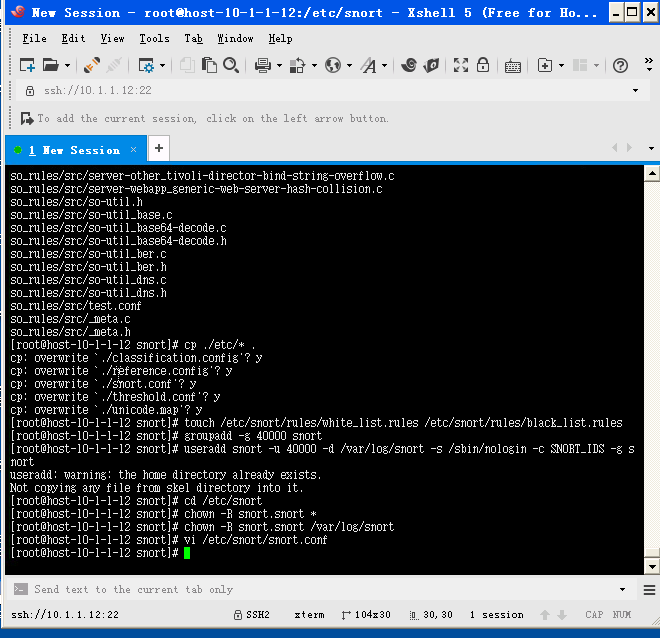 New Session - root@host-10-1-1-12:/etc/snort - Xshell 5 (Free for Ho...
File Edit View Tools Tab Window Help
ssh://10.1.1.12:22
To add the current session, click on the left arrow button.
1 New Session × +
so_rules/src/server-other_tivoli-director-bind-string-overflow.c
so_rules/src/server-webapp_generic-web-server-hash-collision.c
so_rules/src/so-util.h
so_rules/src/so-util_base.c
so_rules/src/so-util_base64-decode.c
so_rules/src/so-util_base64-decode.h
so_rules/src/so-util_ber.c
so_rules/src/so-util_ber.h
so_rules/src/so-util_dns.c
so_rules/src/so-util_dns.h
so_rules/src/test.conf
so_rules/src/_meta.c
so_rules/src/_meta.h
[root@host-10-1-1-12 snort]# cp ./etc/* .
cp: overwrite `./classification.config'? y
cp: overwrite `./reference.config'? y
cp: overwrite `./snort.conf'? y
cp: overwrite `./threshold.conf'? y
cp: overwrite `./unicode.map'? y
[root@host-10-1-1-12 snort]# touch /etc/snort/rules/white_list.rules /etc/snort/rules/black_list.rules
[root@host-10-1-1-12 snort]# groupadd -g 40000 snort
[root@host-10-1-1-12 snort]# useradd snort -u 40000 -d /var/log/snort -s /sbin/nologin -c SNORT_IDS -g s
nort
useradd: warning: the home directory already exists.
Not copying any file from skel directory into it.
[root@host-10-1-1-12 snort]# cd /etc/snort
[root@host-10-1-1-12 snort]# chown -R snort.snort *
[root@host-10-1-1-12 snort]# chown -R snort.snort /var/log/snort
[root@host-10-1-1-12 snort]# vi /etc/snort/snort.conf
[root@host-10-1-1-12 snort]#
Send text to the current tab only
ssh://10.1.1.12:22 SSH2 xterm 104x30 30,30 1 session CAP NUM